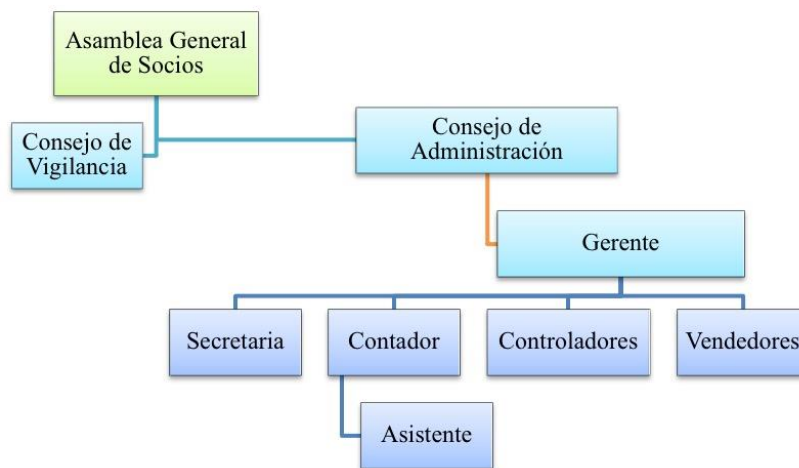 Asamblea General
de Socios
Consejo de
Vigilancia
Consejo de
Administración
Gerente
Secretaria
Contador
Controladores
Vendedores
Asistente